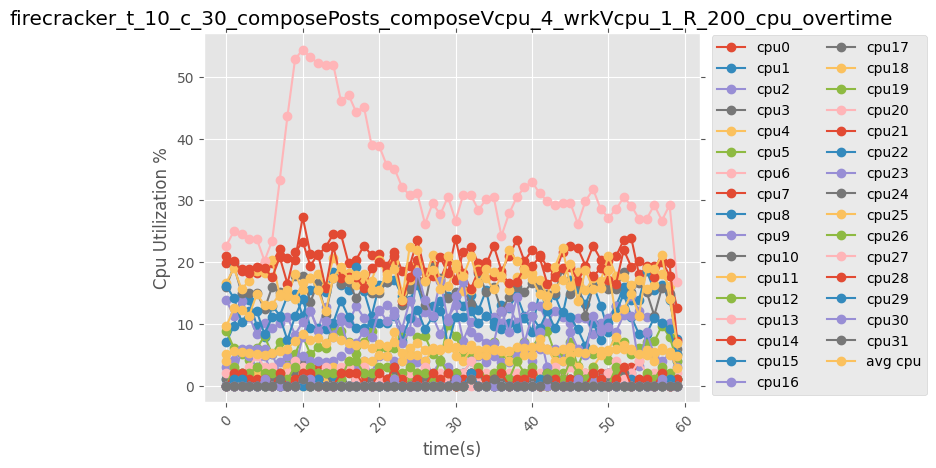 firecracker_t_10_c_30_composePosts_composeVcpu_4_wrkVcpu_1_R_200_cpu_overtime
Cpu Utilization %
50
40
30
20
10
0
0
10
20
30
40
50
60
time(s)
cpu0
cpu1
cpu2
cpu3
cpu4
cpu5
cpu6
cpu7
cpu8
cpu9
cpu10
cpu11
cpu12
cpu13
cpu14
cpu15
cpu16
cpu17
cpu18
cpu19
cpu20
cpu21
cpu22
cpu23
cpu24
cpu25
cpu26
cpu27
cpu28
cpu29
cpu30
cpu31
avg cpu